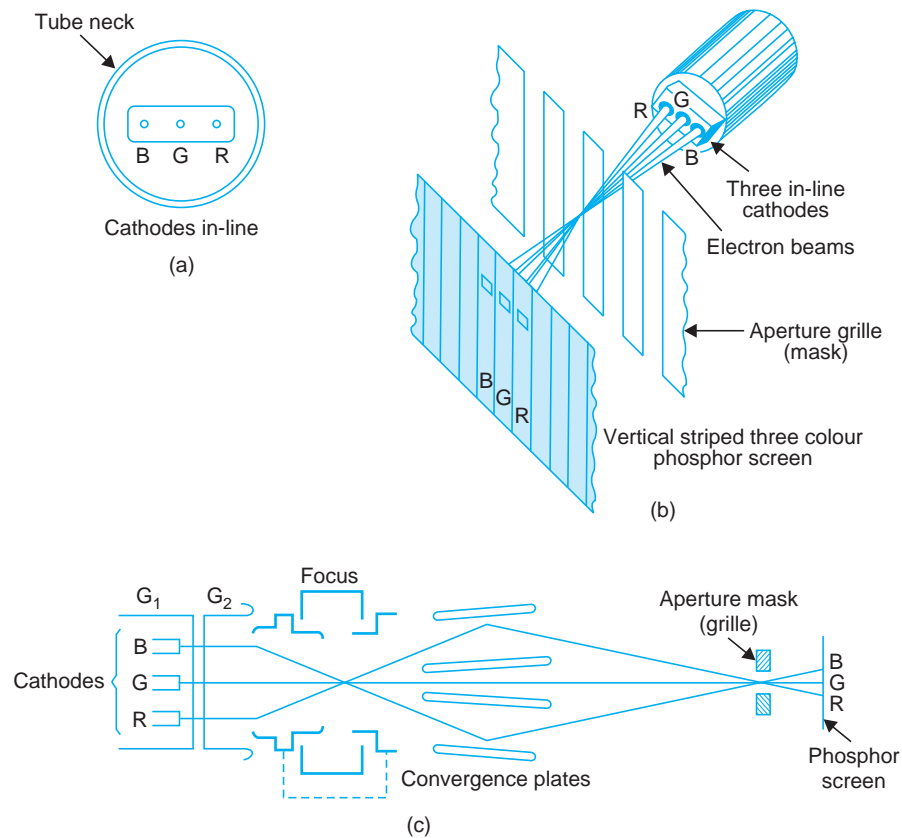 Tube neck
B G R
Cathodes in-line
(a)
R
G
B
Three in-line
cathodes
Electron beams
Aperture grille
(mask)
B
G
R
Vertical striped three colour
phosphor screen
(b)
G1
G2
Focus
Aperture mask
(grille)
Cathodes
B
G
R
B
G
R
Convergence plates
Phosphor
screen
(c)